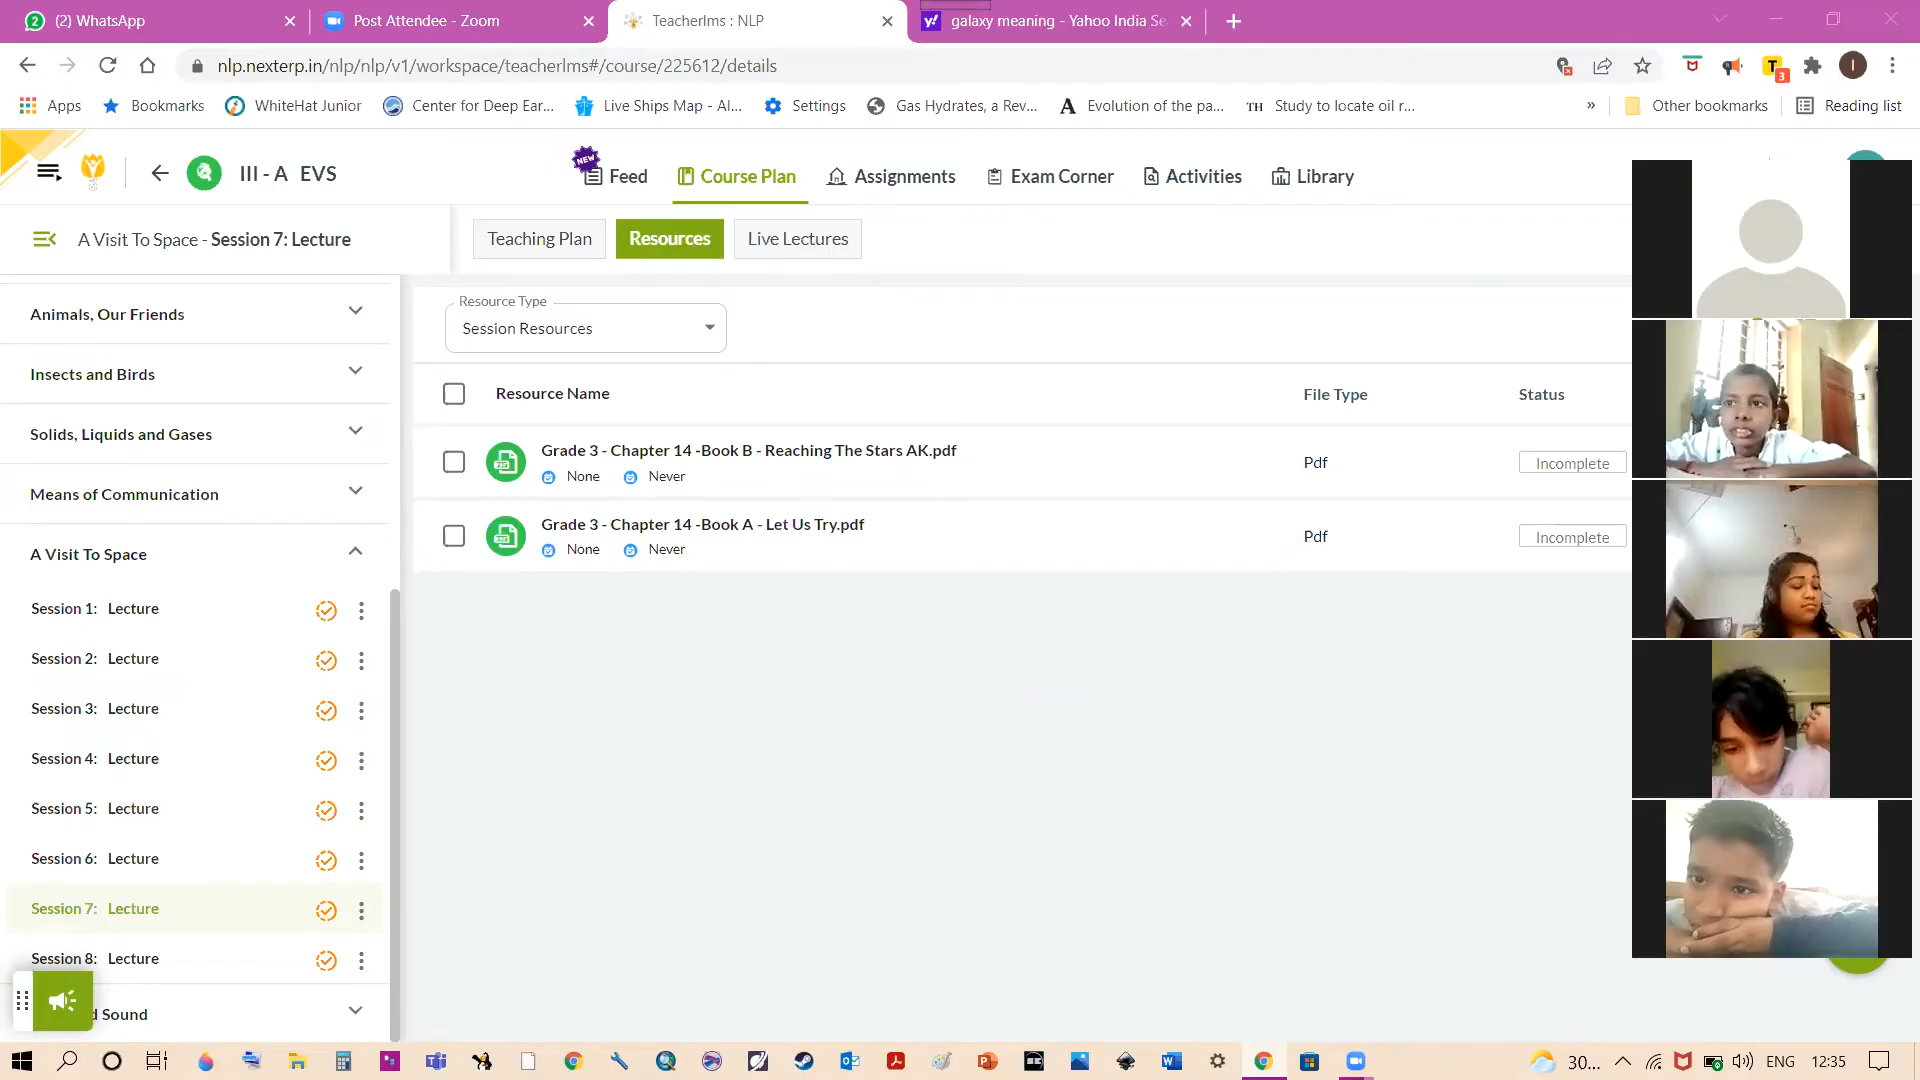 (2) WhatsApp
Post Attendee - Zoom
Teacherlms : NLP
galaxy meaning - Yahoo India Se
nlp.nexterp.in/nlp/nlp/v1/workspace/teacherlms#/course/225612/details
T
3
I
Apps
Bookmarks
WhiteHat Junior
Center for Deep Ear...
Live Ships Map - AI...
Settings
Gas Hydrates, a Rev...
A Evolution of the pa...
TH Study to locate oil r...
»
Other bookmarks
Reading list
III - A EVS
NEW
Feed
Course Plan
Assignments
Exam Corner
Activities
Library
A Visit To Space - Session 7: Lecture
Teaching Plan
Resources
Live Lectures
Animals, Our Friends
Insects and Birds
Solids, Liquids and Gases
Means of Communication
A Visit To Space
Session 1: Lecture
Session 2: Lecture
Session 3: Lecture
Session 4: Lecture
Session 5: Lecture
Session 6: Lecture
Session 7: Lecture
Session 8: Lecture
d Sound
Resource Type
Session Resources
Resource Name
File Type
Status
Grade 3 - Chapter 14 -Book B - Reaching The Stars AK.pdf
None
Never
Pdf
Incomplete
Grade 3 - Chapter 14 -Book A - Let Us Try.pdf
None
Never
Pdf
Incomplete
30...
ENG
12:35